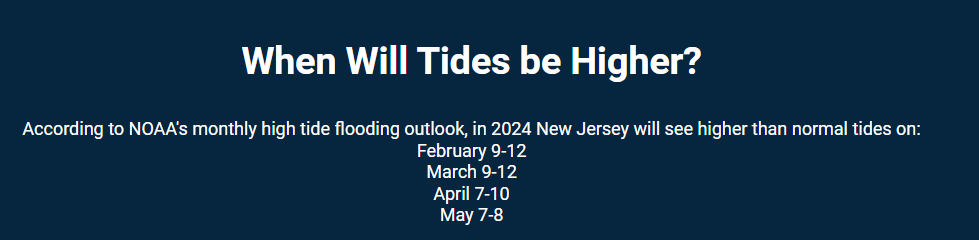 When Will Tides be Higher?
According to NOAA's monthly high tide flooding outlook, in 2024 New Jersey will see higher than normal tides on:
February 9-12
March 9-12
April 7-10
May 7-8